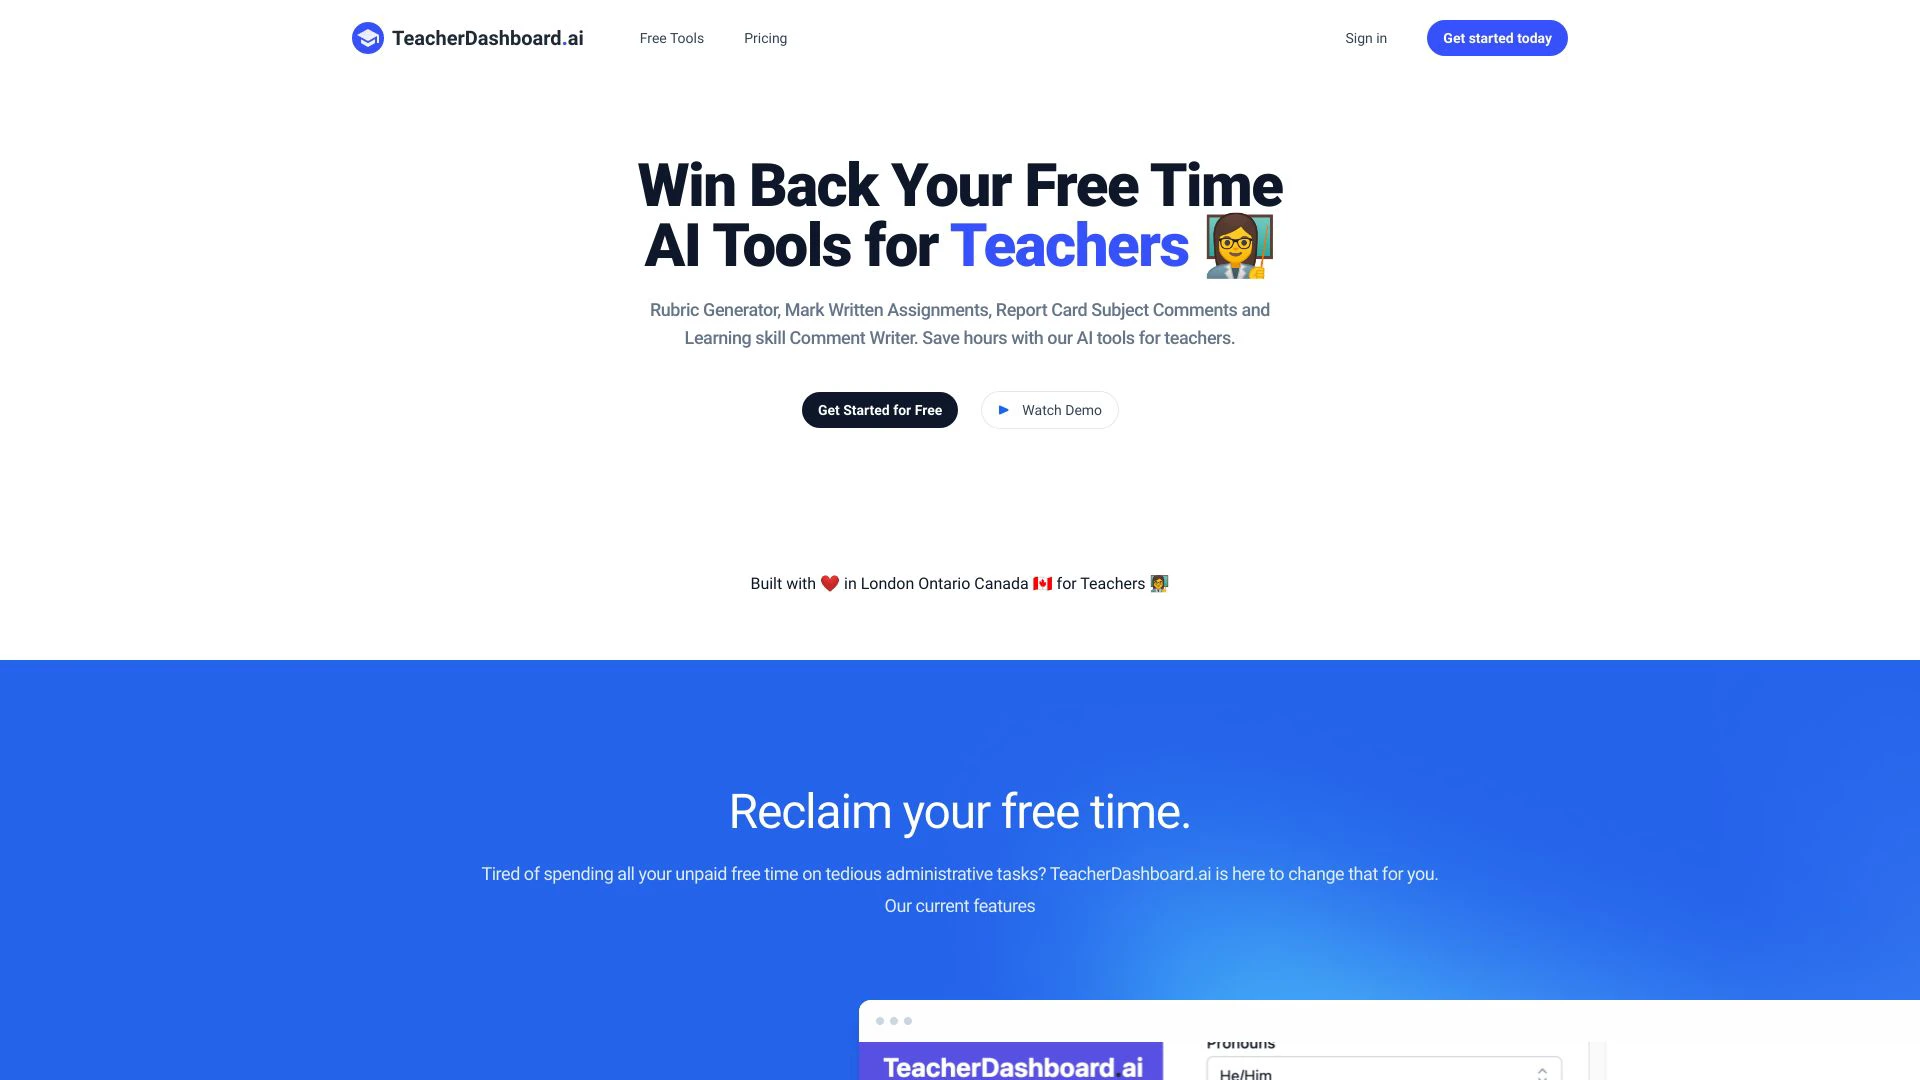 TeacherDashboard.ai
Free Tools
Pricing
Sign in
Get started today
Win Back Your Free Time
AI Tools for Teachers 👩‍🏫
Rubric Generator, Mark Written Assignments, Report Card Subject Comments and
Learning skill Comment Writer. Save hours with our AI tools for teachers.
Get Started for Free
Watch Demo
Built with ❤️ in London Ontario Canada 🇨🇦 for Teachers 👩‍🏫
Reclaim your free time.
Tired of spending all your unpaid free time on tedious administrative tasks? TeacherDashboard.ai is here to change that for you.
Our current features
TeacherDashboard.ai
Pronouns
He/Him